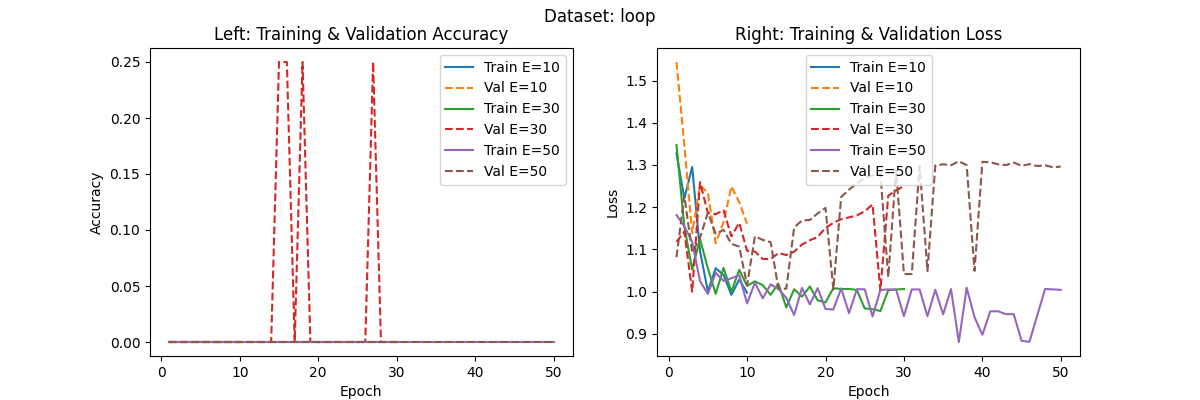 Dataset: loop
Left: Training & Validation Accuracy
0.25
0.20
0.15
0.10
0.05
0.00
Accuracy
0
10
20
30
40
50
Epoch
Train E=10
Val E=10
Train E=30
Val E=30
Train E=50
Val E=50
Right: Training & Validation Loss
1.5
1.4
1.3
1.2
1.1
1.0
0.9
Loss
0
10
20
30
40
50
Epoch
Train E=10
Val E=10
Train E=30
Val E=30
Train E=50
Val E=50